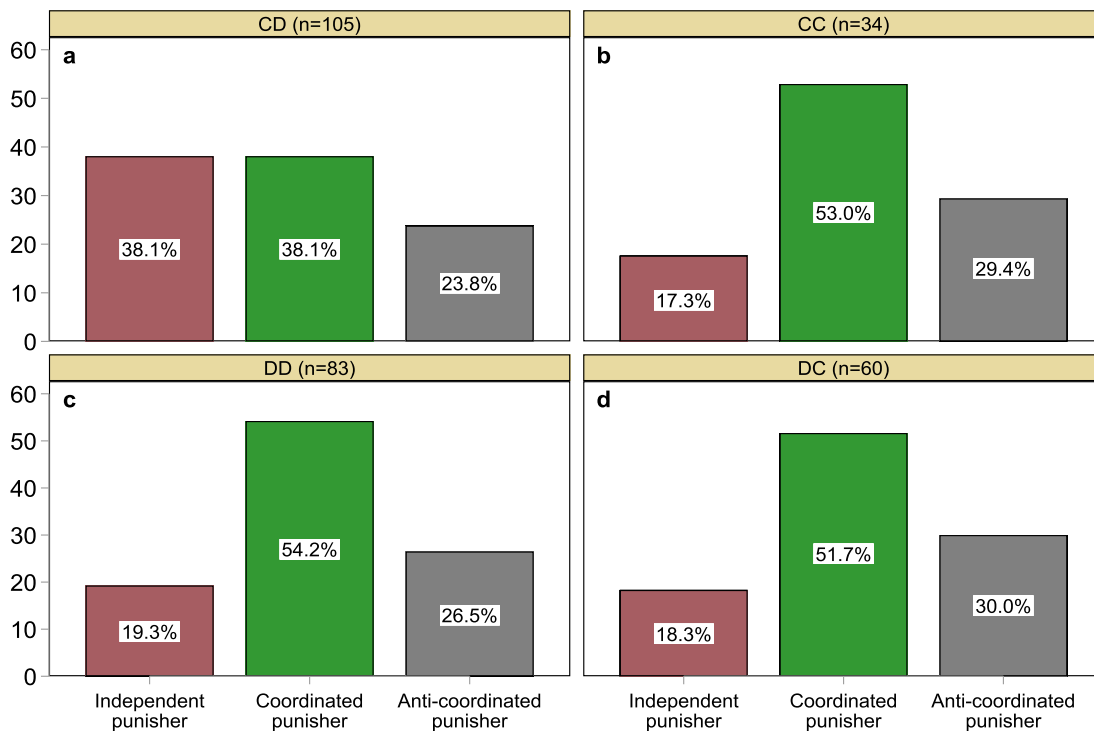 CD (n=105)
CC (n=34)
60
50
40
30
20
10
0
a
38.1%
38.1%
23.8%
b
17.3%
53.0%
29.4%
DD (n=83)
DC (n=60)
60
50
40
30
20
10
0
c
19.3%
54.2%
26.5%
d
18.3%
51.7%
30.0%
Independent
punisher
Coordinated
punisher
Anti-coordinated
punisher
Independent
punisher
Coordinated
punisher
Anti-coordinated
punisher